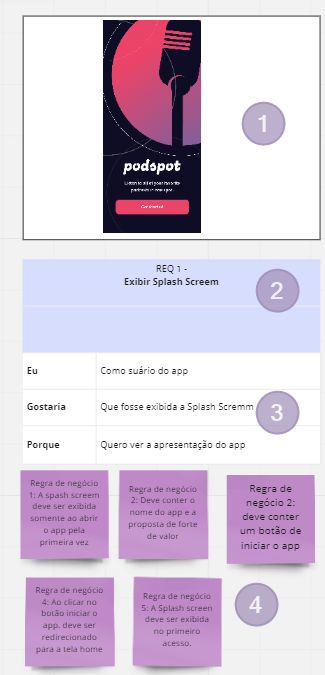 podspot
Listen to all of your favorite
podcasts in one spot.
Get Started
1
REQ 1 -
Exibir Splash Screem
2
Eu
Como suário do app
Gostaria
Que fosse exibida a Splash Scremm
3
Porque
Quero ver a apresentação do app
Regra de negócio
1: A spash screem
deve ser exibida
somente ao abrir
o app pela
primeira vez
Regra de negócio
2: Deve conter o
nome do app e a
proposta de forte
de valor
Regra de
negócio 2:
deve conter
um botão de
iniciar o app
Regra de negócio
4: Ao clicar no
botão iniciar o
app. deve ser
redirecionado
para a tela home
Regra de negócio
5: A Splash screen
deve ser exibida
no primeiro
acesso.
4